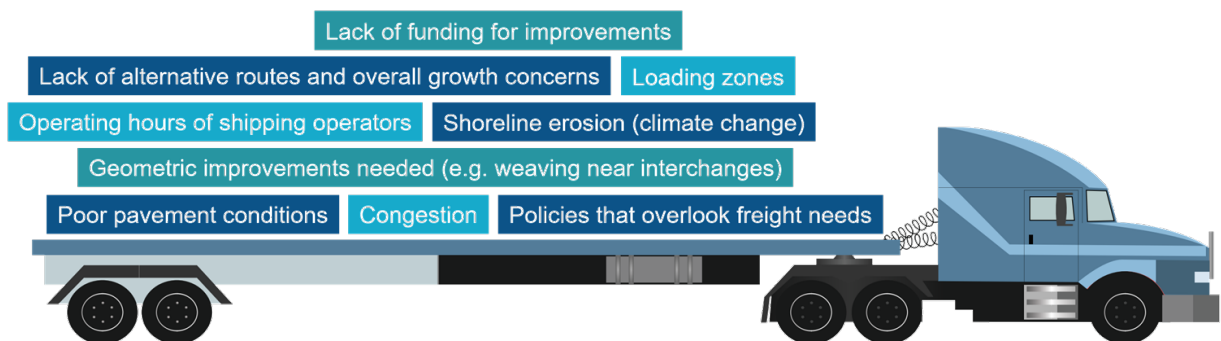 Lack of funding for improvements
Lack of alternative routes and overall growth concerns
Loading zones
Operating hours of shipping operators
Shoreline erosion (climate change)
Geometric improvements needed (e.g. weaving near interchanges)
Poor pavement conditions
Congestion
Policies that overlook freight needs